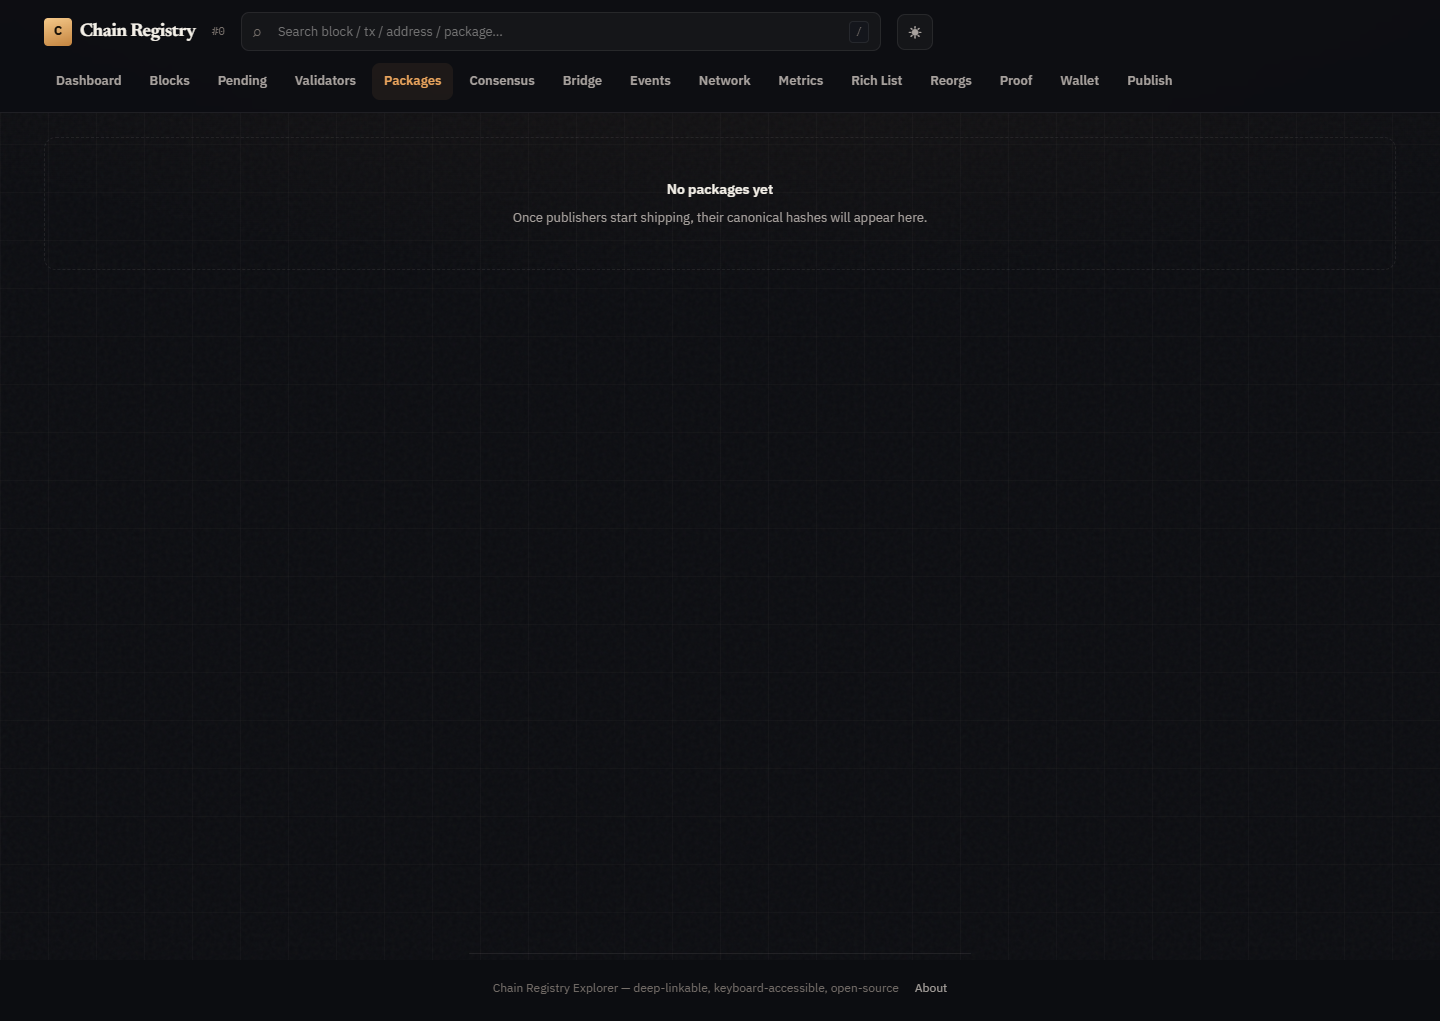 C Chain Registry #0 Search block / tx / address / package... /
Dashboard Blocks Pending Validators Packages Consensus Bridge Events Network Metrics Rich List Reorgs Proof Wallet Publish
No packages yet
Once publishers start shipping, their canonical hashes will appear here.
Chain Registry Explorer — deep-linkable, keyboard-accessible, open-source About